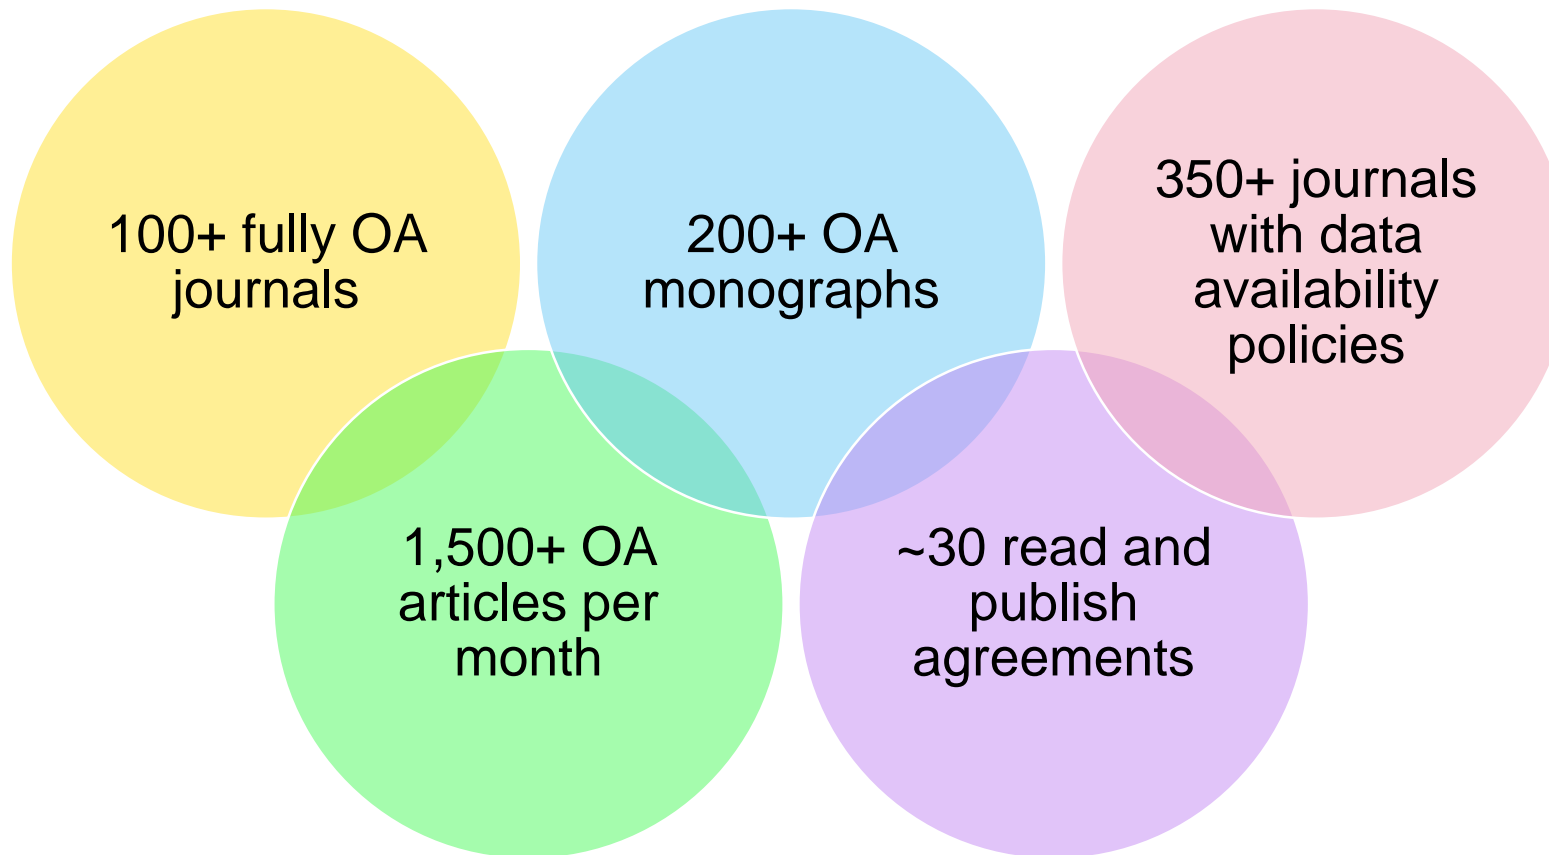 100+ fully OA
journals
200+ OA
monographs
350+ journals
with data
availability
policies
1,500+ OA
articles per
month
~30 read and
publish
agreements